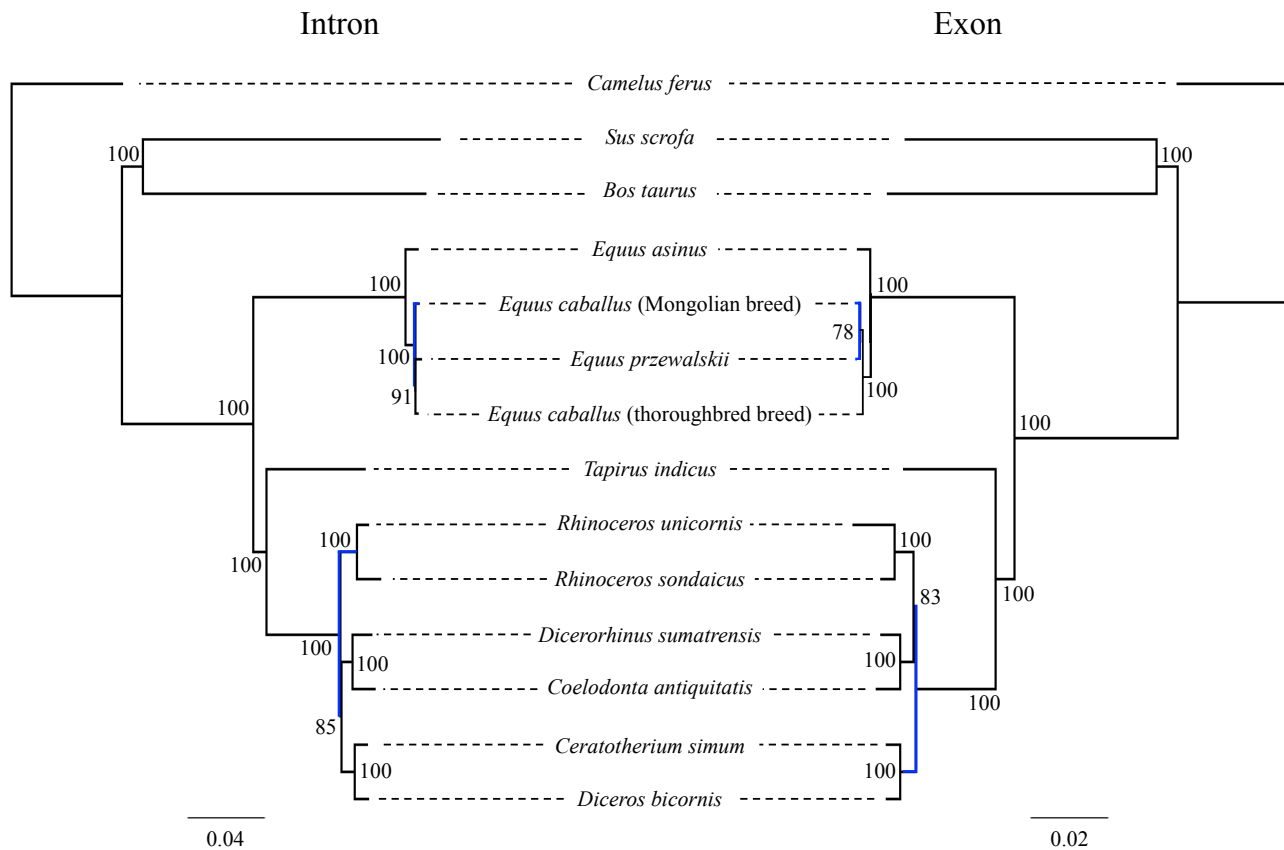 Intron Exon
Camelus ferus
Sus scrofa
100 100
Bos taurus
Equus asinus
100 100
Equus caballus (Mongolian breed)
78
100 Equus przewalskii
91 100
Equus caballus (thoroughbred breed)
100 100
Tapirus indicus
Rhinoceros unicornis
100 100
100 Rhinoceros sondaicus
83 100
Dicerorhinus sumatrensis
100
100 100
Coelodonta antiquitatis
100
85
Ceratotherium simum
100 100
Diceros bicornis
0.04 0.02